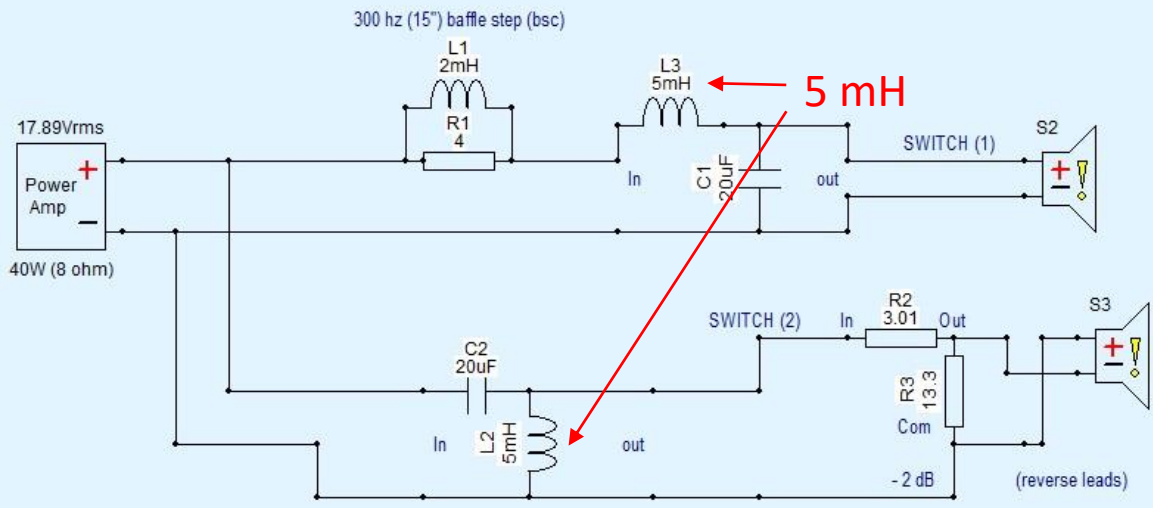 300 hz (15") baffle step (bsc)
L1
2mH
L3
5mH
5 mH
17.89Vrms
R1
4
Power
Amp
+
−
40W (8 ohm)
In
C1
20uF
out
SWITCH (1)
S2
+
−
!
SWITCH (2)
In
R2
3.01
Out
S3
+
−
!
C2
20uF
R3
13.3
Com
In
L2
5mH
out
- 2 dB
(reverse leads)